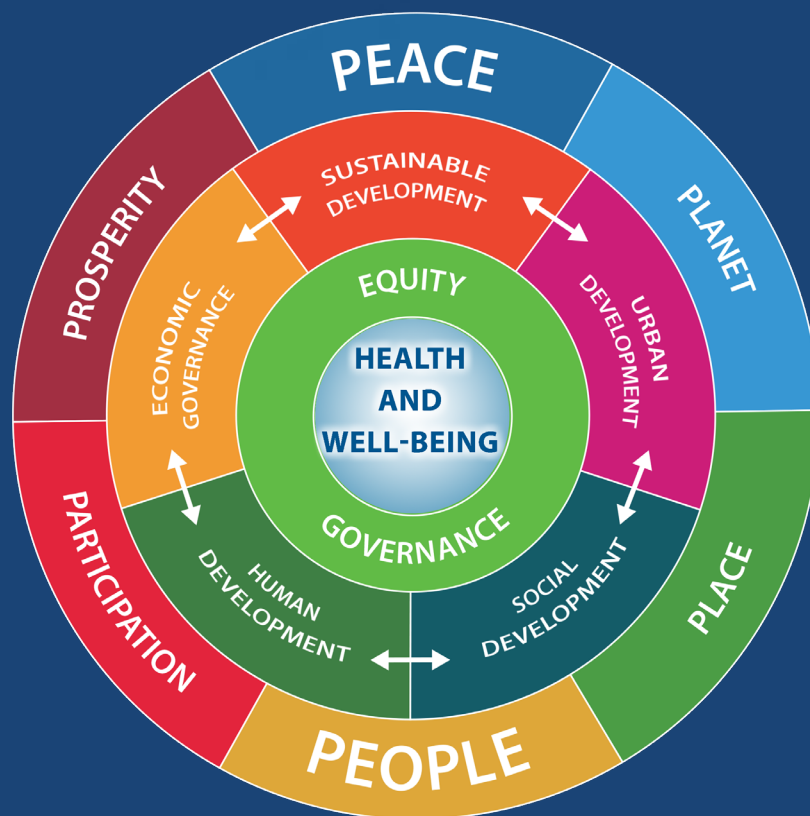 PEACE
PLANET
PLACE
PEOPLE
PARTICIPATION
PROSPERITY
SUSTAINABLE
DEVELOPMENT
URBAN
DEVELOPMENT
SOCIAL
DEVELOPMENT
HUMAN
DEVELOPMENT
ECONOMIC
GOVERNANCE
EQUITY
GOVERNANCE
HEALTH
AND
WELL-BEING